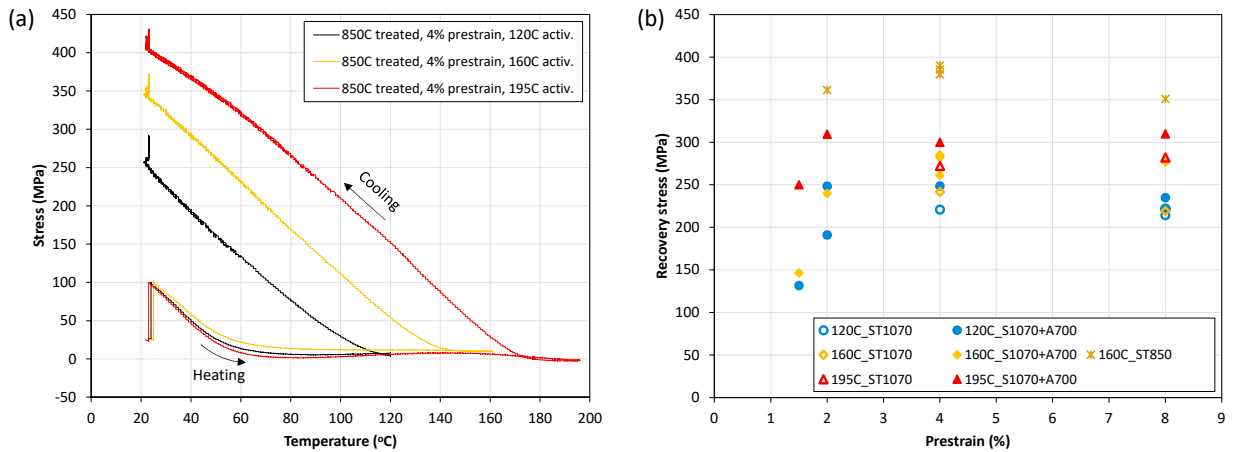 (a)
450
400
350
300
250
200
150
100
50
0
-50
Stress (MPa)
850C treated, 4% prestrain, 120C activ.
850C treated, 4% prestrain, 160C activ.
850C treated, 4% prestrain, 195C activ.
Cooling
Heating
0 20 40 60 80 100 120 140 160 180 200
Temperature (ºC)
(b)
450
400
350
300
250
200
150
100
50
0
Recovery stress (MPa)
120C_ST1070 120C_S1070+A700
160C_ST1070 160C_S1070+A700 160C_ST850
195C_ST1070 195C_S1070+A700
0 1 2 3 4 5 6 7 8 9
Prestrain (%)